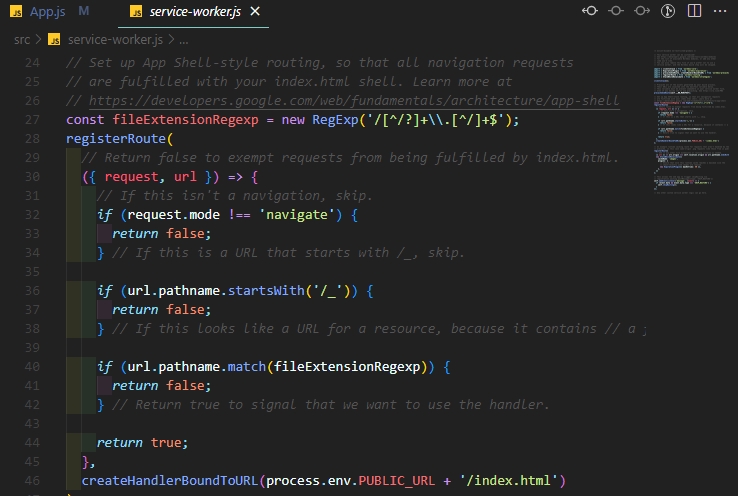 JS App.js M JS service-worker.js ×
src > JS service-worker.js > ...
24 // Set up App Shell-style routing, so that all navigation requests
25 // are fulfilled with your index.html shell. Learn more at
26 // https://developers.google.com/web/fundamentals/architecture/app-shell
27 const fileExtensionRegexp = new RegExp('/[^/?]+\\.[^/]+$');
28 registerRoute(
29 // Return false to exempt requests from being fulfilled by index.html.
30 ({ request, url }) => {
31 // If this isn't a navigation, skip.
32 if (request.mode !== 'navigate') {
33 return false;
34 } // If this is a URL that starts with /_, skip.
35
36 if (url.pathname.startsWith('/_')) {
37 return false;
38 } // If this looks like a URL for a resource, because it contains // a
39
40 if (url.pathname.match(fileExtensionRegexp)) {
41 return false;
42 } // Return true to signal that we want to use the handler.
43
44 return true;
45 },
46 createHandlerBoundToURL(process.env.PUBLIC_URL + '/index.html')